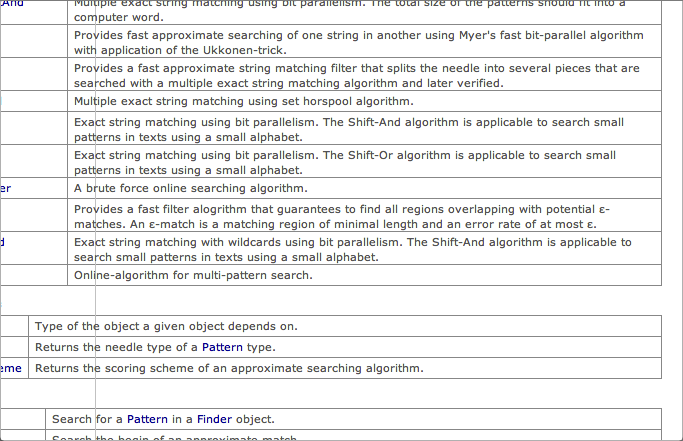 And Multiple exact string matching using bit parallelism. The total size of the patterns should fit into a
computer word.
Provides fast approximate searching of one string in another using Myer's fast bit-parallel algorithm
with application of the Ukkonen-trick.
Provides a fast approximate string matching filter that splits the needle into several pieces that are
searched with a multiple exact string matching algorithm and later verified.
Multiple exact string matching using set horspool algorithm.
Exact string matching using bit parallelism. The Shift-And algorithm is applicable to search small
patterns in texts using a small alphabet.
Exact string matching using bit parallelism. The Shift-Or algorithm is applicable to search small
patterns in texts using a small alphabet.
er A brute force online searching algorithm.
Provides a fast filter alogrithm that guarantees to find all regions overlapping with potential ε-
matches. An ε-match is a matching region of minimal length and an error rate of at most ε.
d Exact string matching with wildcards using bit parallelism. The Shift-And algorithm is applicable to
search small patterns in texts using a small alphabet.
Online-algorithm for multi-pattern search.
Type of the object a given object depends on.
Returns the needle type of a Pattern type.
eme Returns the scoring scheme of an approximate searching algorithm.
Search for a Pattern in a Finder object.
Search the begin of an approximate match.